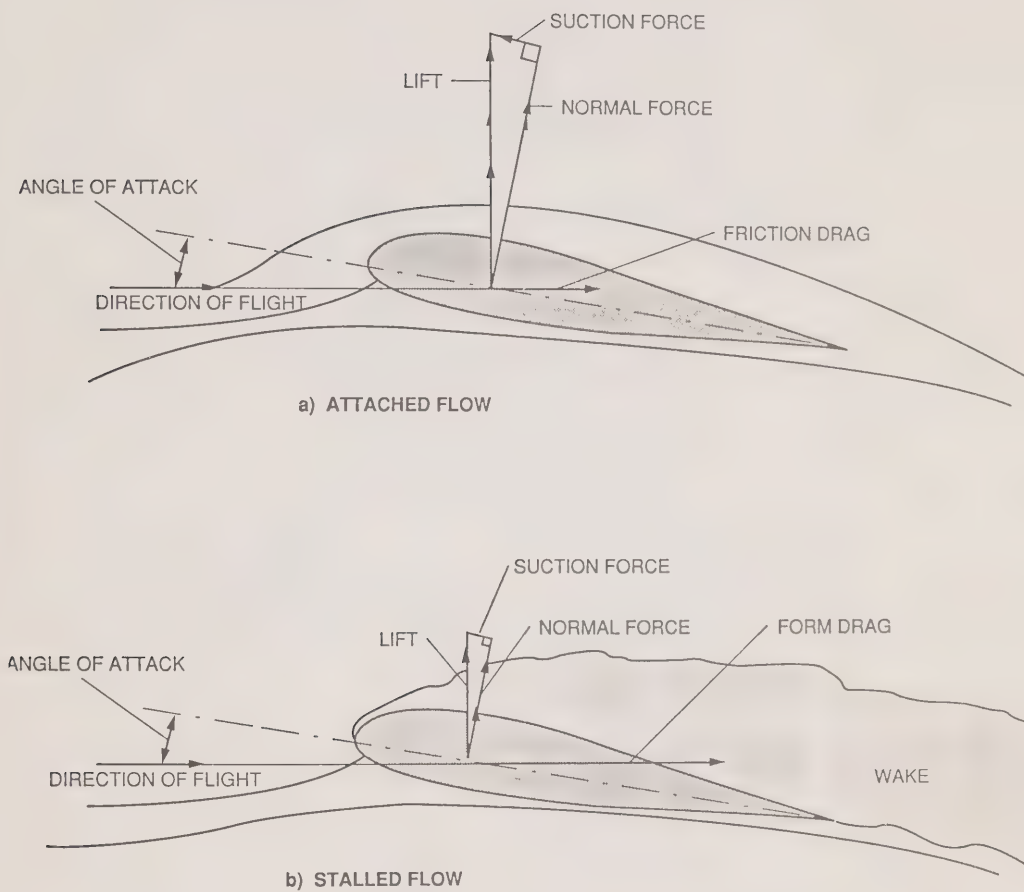 SUCTION FORCE
LIFT
NORMAL FORCE
ANGLE OF ATTACK
FRICTION DRAG
DIRECTION OF FLIGHT
a) ATTACHED FLOW
SUCTION FORCE
LIFT
NORMAL FORCE
FORM DRAG
ANGLE OF ATTACK
WAKE
DIRECTION OF FLIGHT
b) STALLED FLOW